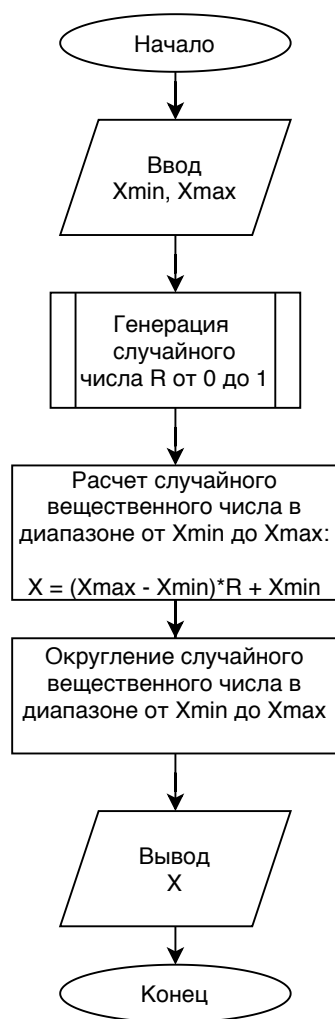 Начало
Ввод
Xmin, Xmax
Генерация
случайного
числа R от 0 до 1
Расчет случайного
вещественного числа в
диапазоне от Xmin до Xmax:
X = (Xmax - Xmin)*R + Xmin
Округление случайного
вещественного числа в
диапазоне от Xmin до Xmax
Вывод
X
Конец